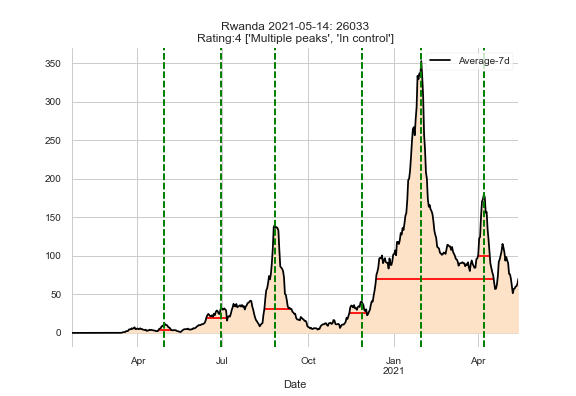 Rwanda 2021-05-14: 26033
Rating:4 ['Multiple peaks', 'In control']
Average-7d
350
300
250
200
150
100
50
0
Apr
Jul
Oct
Jan
2021
Apr
Date